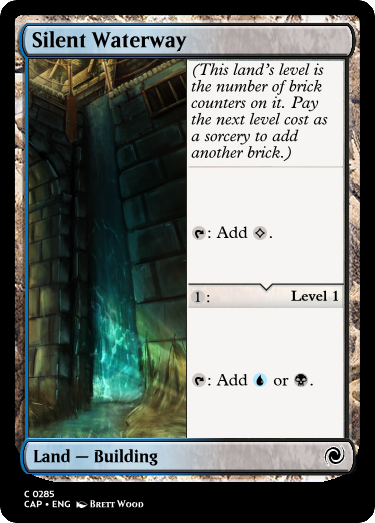 Silent Waterway
(This land's level is
the number of brick
counters on it. Pay
the next level cost as
a sorcery to add
another brick.)
: Add .
1 : Level 1
: Add or .
Land — Building
C 0285
CAP • ENG Brett Wood